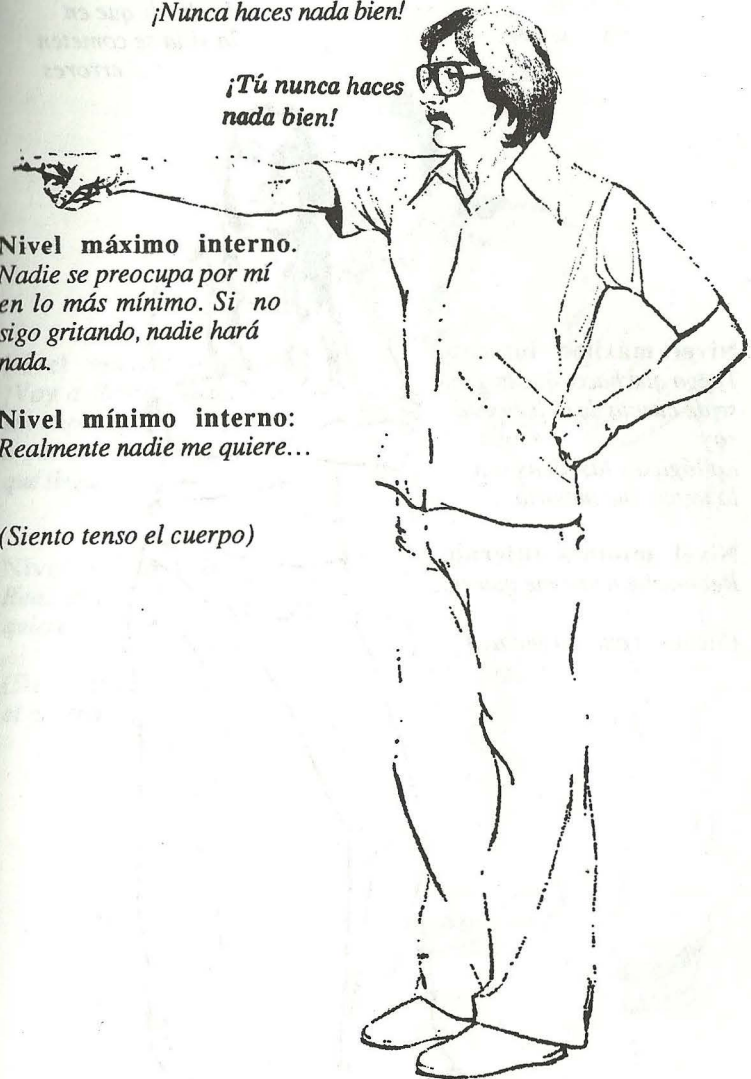 ¡Nunca haces nada bien!
¡Tú nunca haces
nada bien!
Nivel máximo interno.
Nadie se preocupa por mí
en lo más mínimo. Si no
sigo gritando, nadie hará
nada.
Nivel mínimo interno:
Realmente nadie me quiere...
(Siento tenso el cuerpo)